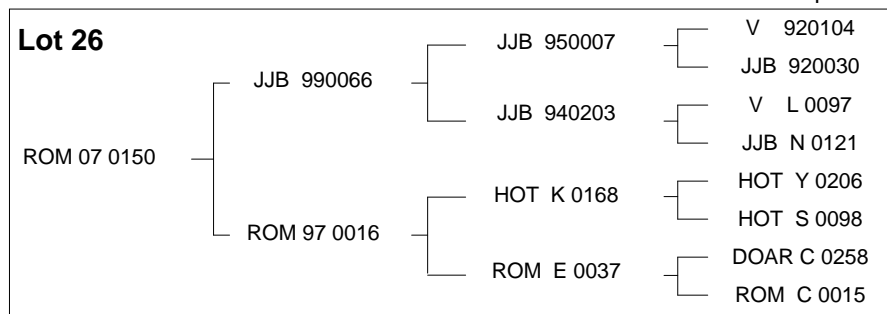 Lot 26
V 920104
JJB 950007
JJB 920030
JJB 990066
V L 0097
JJB 940203
JJB N 0121
ROM 07 0150
HOT Y 0206
HOT K 0168
HOT S 0098
ROM 97 0016
DOAR C 0258
ROM E 0037
ROM C 0015